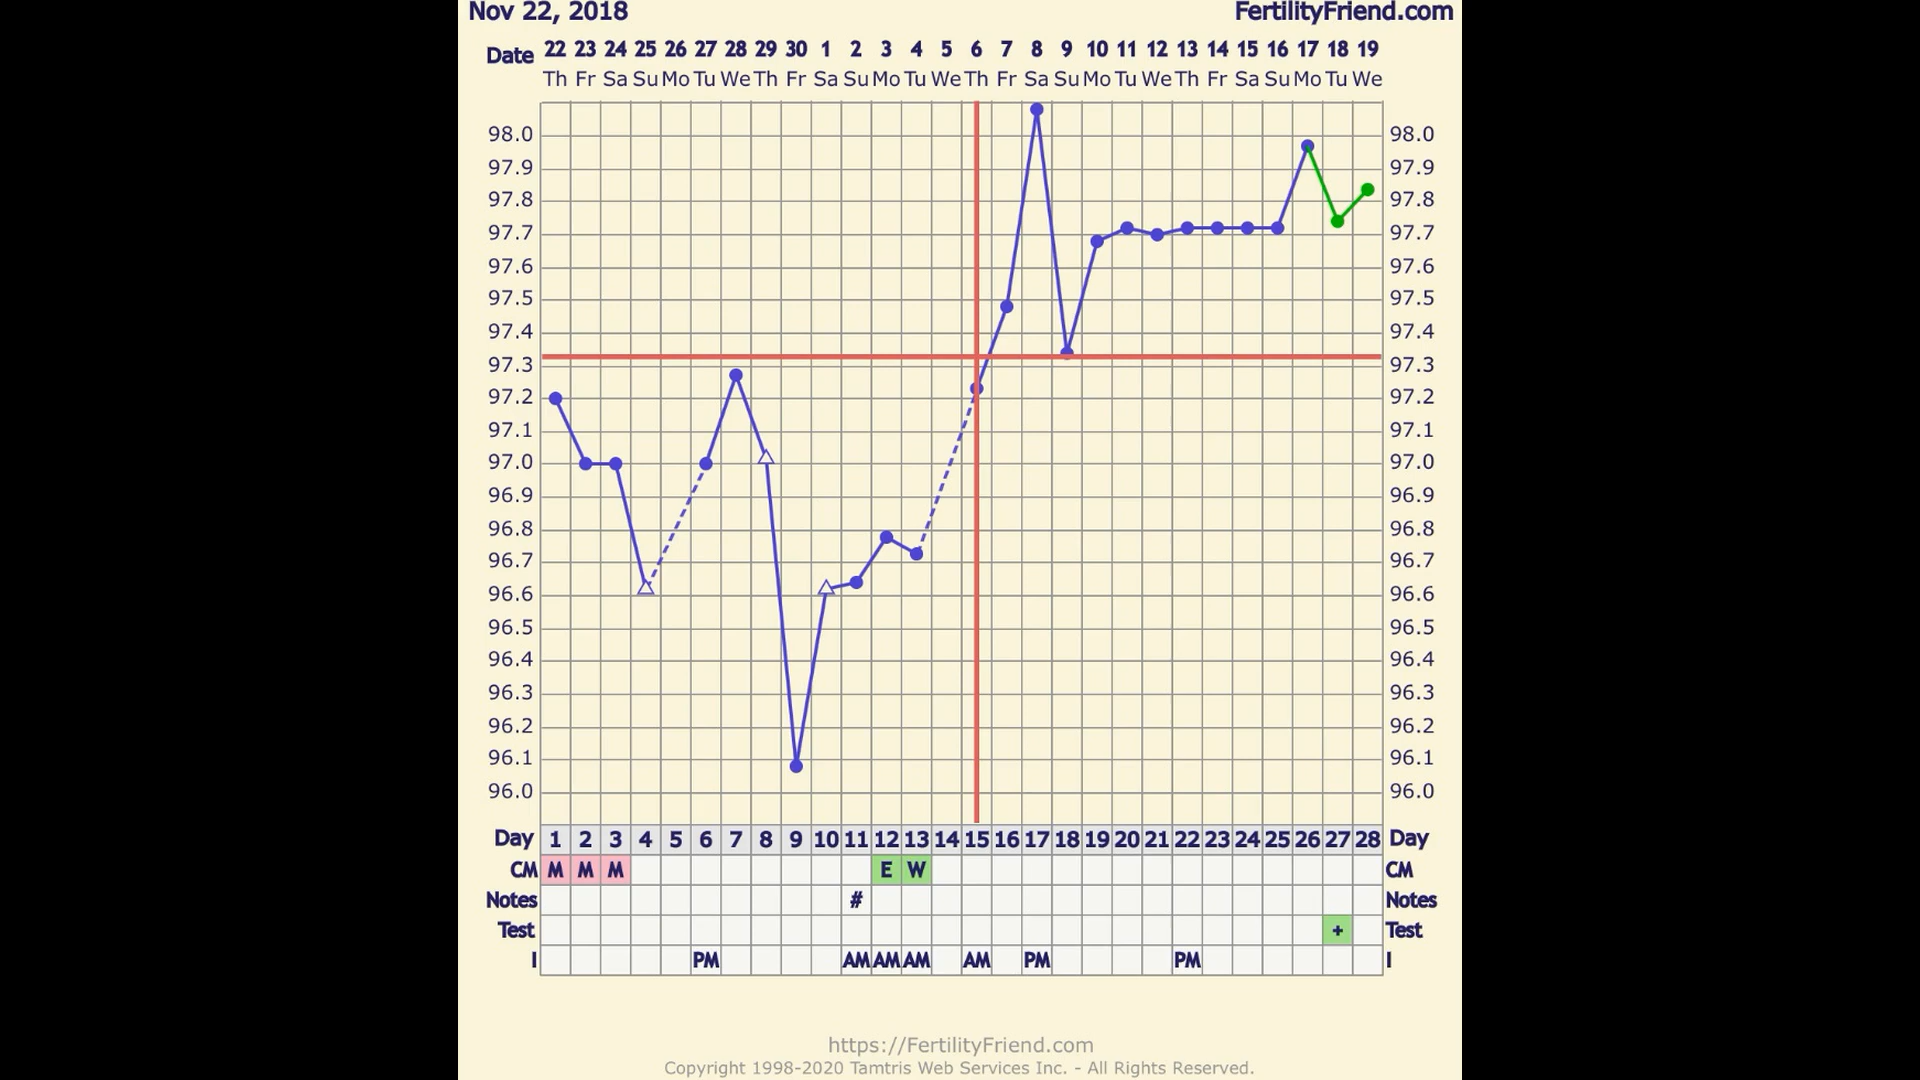 Nov 22, 2018 FertilityFriend.com
Date 22 23 24 25 26 27 28 29 30 1 2 3 4 5 6 7 8 9 10 11 12 13 14 15 16 17 18 19
Th Fr Sa Su Mo Tu We Th Fr Sa Su Mo Tu We Th Fr Sa Su Mo Tu We Th Fr Sa Su Mo Tu We
98.0 98.0
97.9 97.9
97.8 97.8
97.7 97.7
97.6 97.6
97.5 97.5
97.4 97.4
97.3 97.3
97.2 97.2
97.1 97.1
97.0 97.0
96.9 96.9
96.8 96.8
96.7 96.7
96.6 96.6
96.5 96.5
96.4 96.4
96.3 96.3
96.2 96.2
96.1 96.1
96.0 96.0
Day 1 2 3 4 5 6 7 8 9 10 11 12 13 14 15 16 17 18 19 20 21 22 23 24 25 26 27 28 Day
CM M M M E W CM
Notes # Notes
Test + Test
I PM AM AM AM AM PM PM I
https://FertilityFriend.com
Copyright 1998-2020 Tamtris Web Services Inc. - All Rights Reserved.